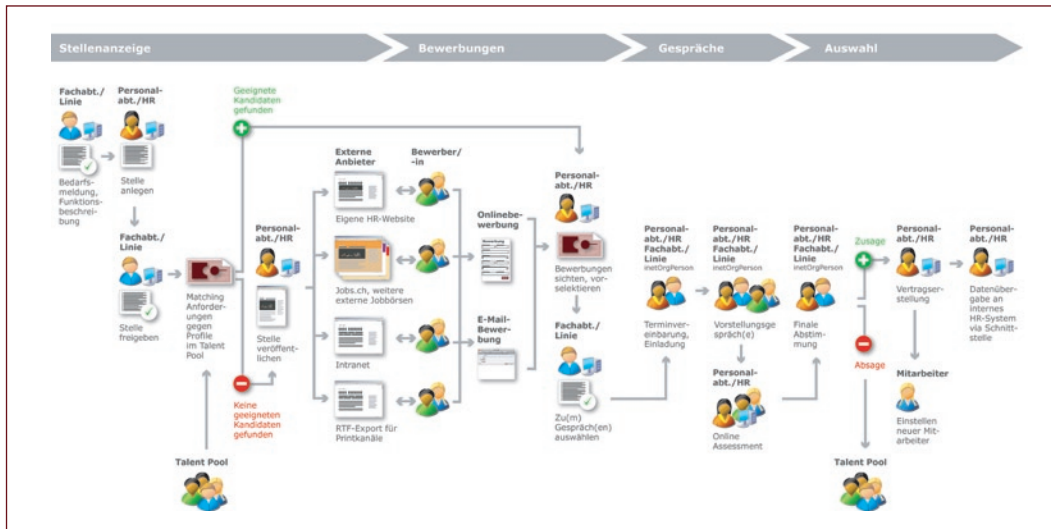 Stellenanzeige
Bewerbungen
Gespräche
Auswahl
Fachabt./
Linie
Bedarfs-
meldung,
Funktions-
beschrei-
bung
Personal-
abt./HR
Stelle
anlegen
Fachabt./
Linie
Stelle
freigeben
Matching
Anforder-
ungen
gegen
Profile
im Talent
Pool
Talent Pool
Geeignete
Kandidaten
gefunden
Keine
geeigneten
Kandidaten
gefunden
Personal-
abt./HR
Stelle
veröffent-
lichen
Externe
Anbieter
Eigene HR-Website
Jobs.ch, weitere
externe Jobbörsen
Intranet
RTF-Export für
Printkanäle
Bewerber/
-in
Onlinebe-
werbung
E-Mail-
Bewer-
bung
Personal-
abt./HR
Bewerbungen
sichten, vor-
selektieren
Fachabt./
Linie
Zu(m)
Gespräch(en)
auswählen
Personal-
abt./HR
Fachabt./
Linie
inetOrgPerson
Terminver-
einbarung,
Einladung
Personal-
abt./HR
Fachabt./
Linie
inetOrgPerson
Vorstellungsge
spräch(e)
Personal-
abt./HR
Online
Assessment
Personal-
abt./HR
Fachabt./
Linie
inetOrgPerson
Finale
Abstim-
mung
Zusage
Absage
Talent Pool
Personal-
abt./HR
Vertragser-
stellung
Mitarbeiter
Einstellen
neuer Mit-
arbeiter
Personal-
abt./HR
Datenüber-
gabe an
internes
HR-System
via Schnitt-
stelle